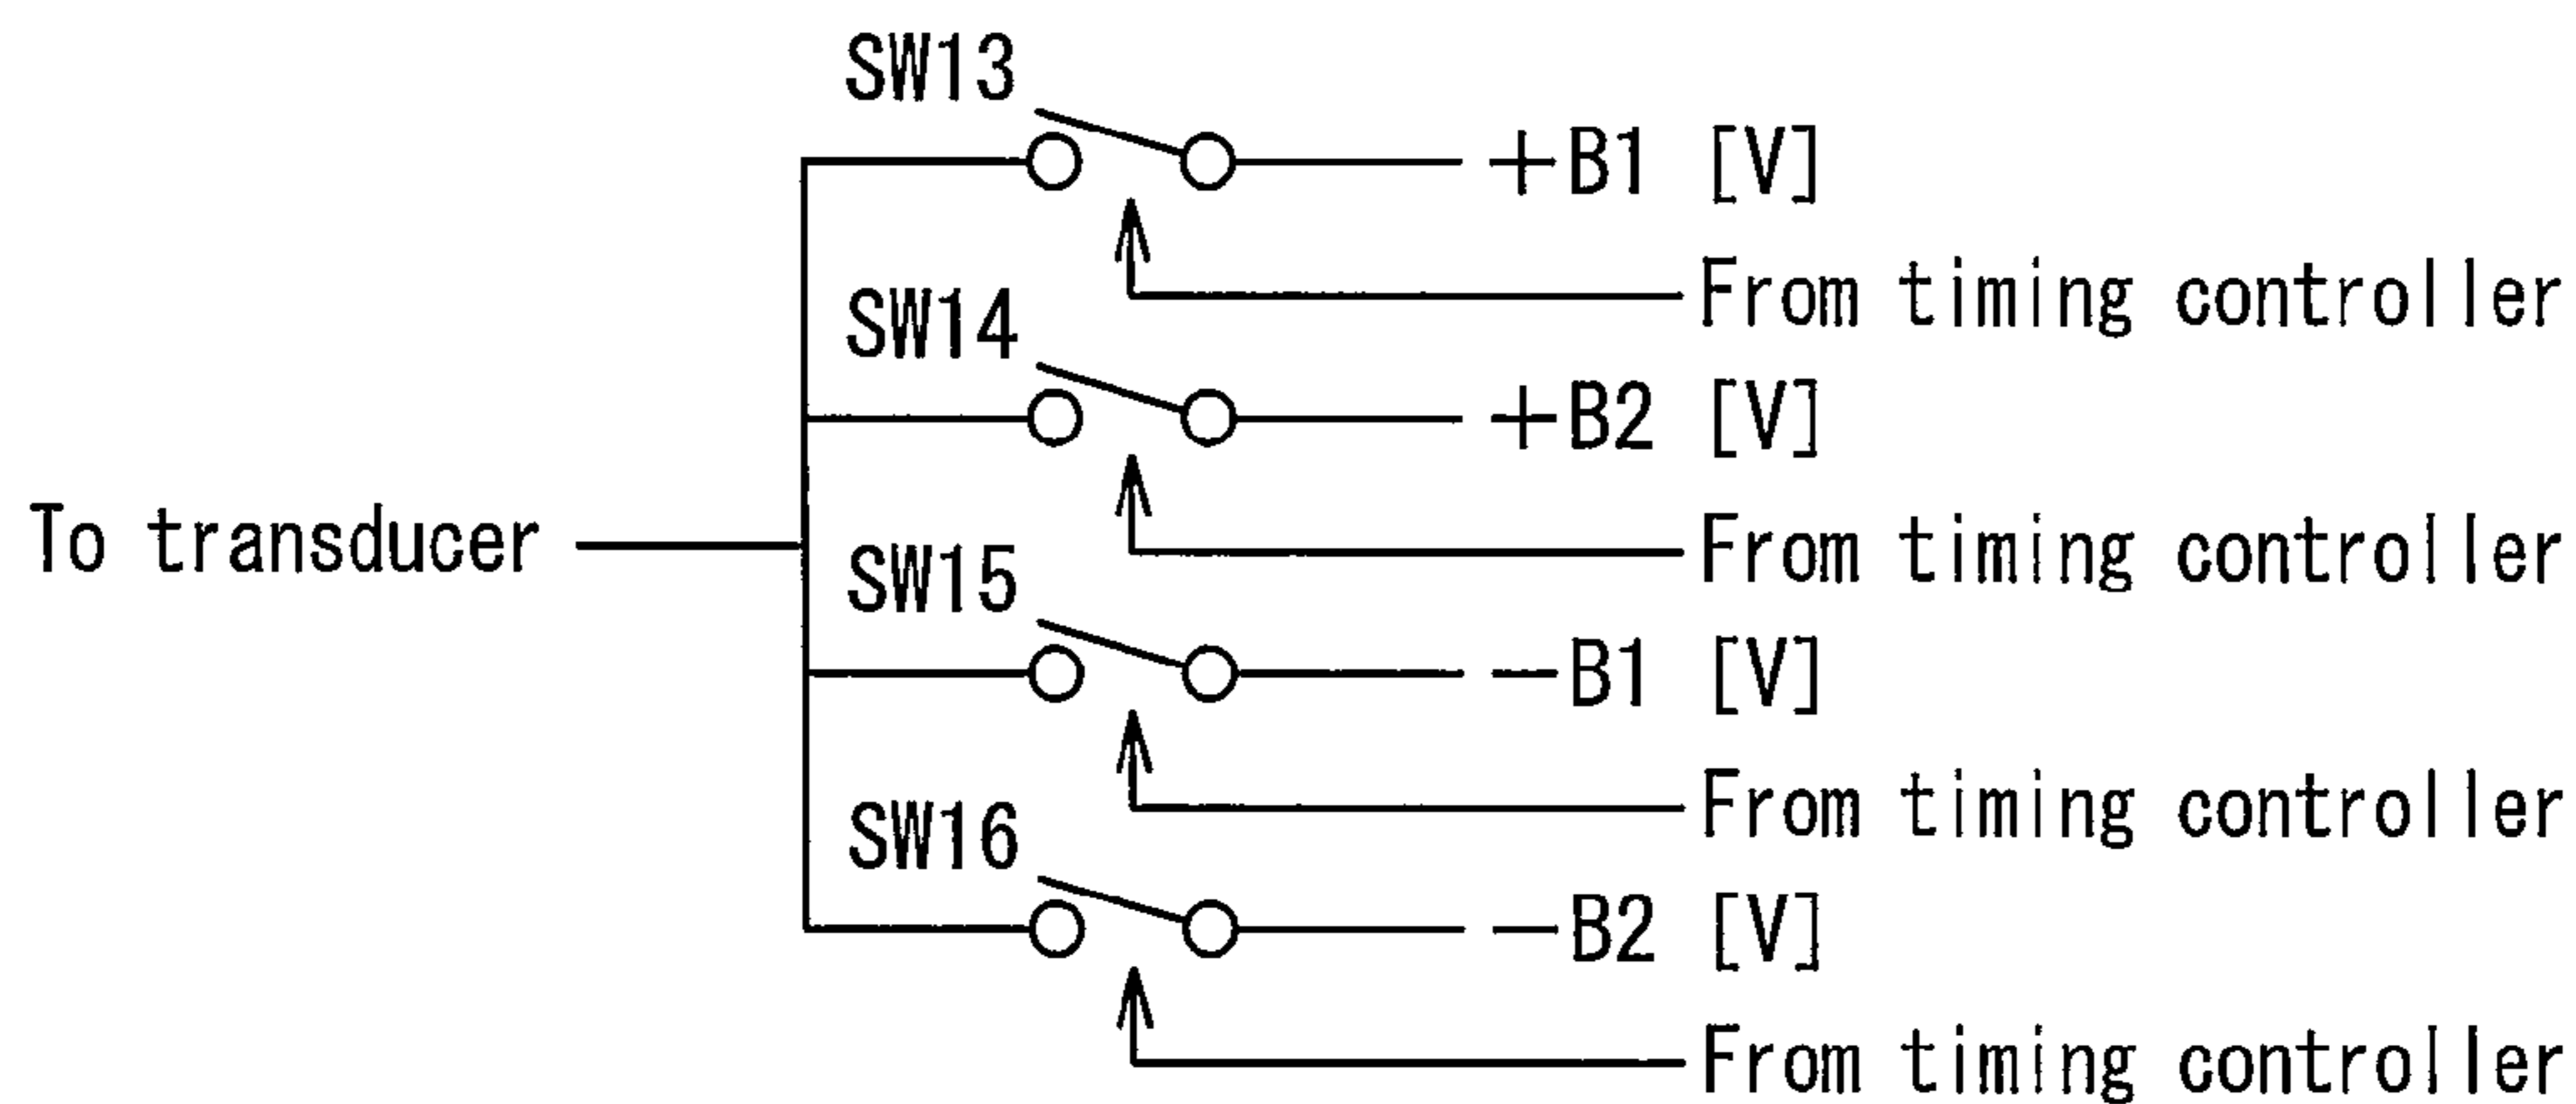 SW13
+B1 [V]
From timing controller
SW14
+B2 [V]
From timing controller
To transducer
SW15
-B1 [V]
From timing controller
SW16
-B2 [V]
From timing controller